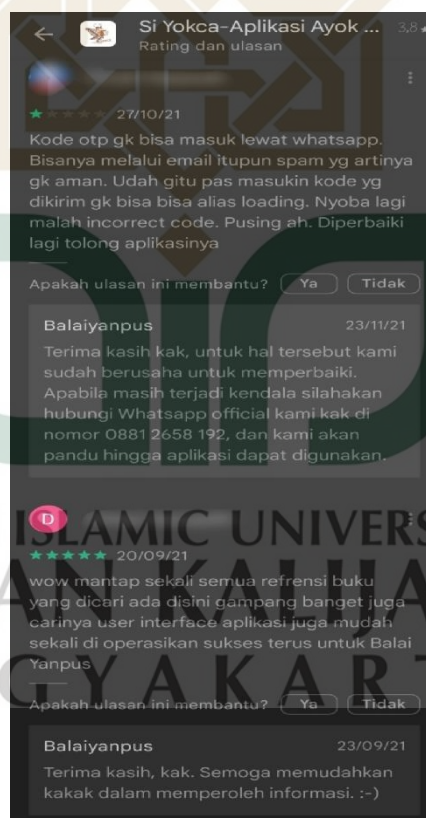 Si Yokca-Aplikasi Ayok ... 3,8★
Rating dan ulasan
27/10/21
Kode otp gk bisa masuk lewat whatsapp.
Bisanya melalui email itupun spam yg artinya
gk aman. Udah gitu pas masukin kode yg
dikirim gk bisa bisa alias loading. Nyoba lagi
malah incorrect code. Pusing ah. Diperbaiki
lagi tolong aplikasinya
Apakah ulasan ini membantu? Ya Tidak
Balaiyanpus 23/11/21
Terima kasih kak, untuk hal tersebut kami
sudah berusaha untuk memperbaiki.
Apabila masih terjadi kendala silahakan
hubungi Whatsapp official kami kak di
nomor 0881 2658 192, dan kami akan
pandu hingga aplikasi dapat digunakan.
D
ISLAMIC UNIVERS
20/09/21
wow mantap sekali semua refrensi buku
yang dicari ada disini gampang banget juga
carinya user interface aplikasi juga mudah
sekali di operasikan sukses terus untuk Balai
Yanpus
AN KALIJA
GYAKAR
Apakah ulasan ini membantu? Ya Tidak
Balaiyanpus 23/09/21
Terima kasih, kak. Semoga memudahkan
kakak dalam memperoleh informasi. :-)